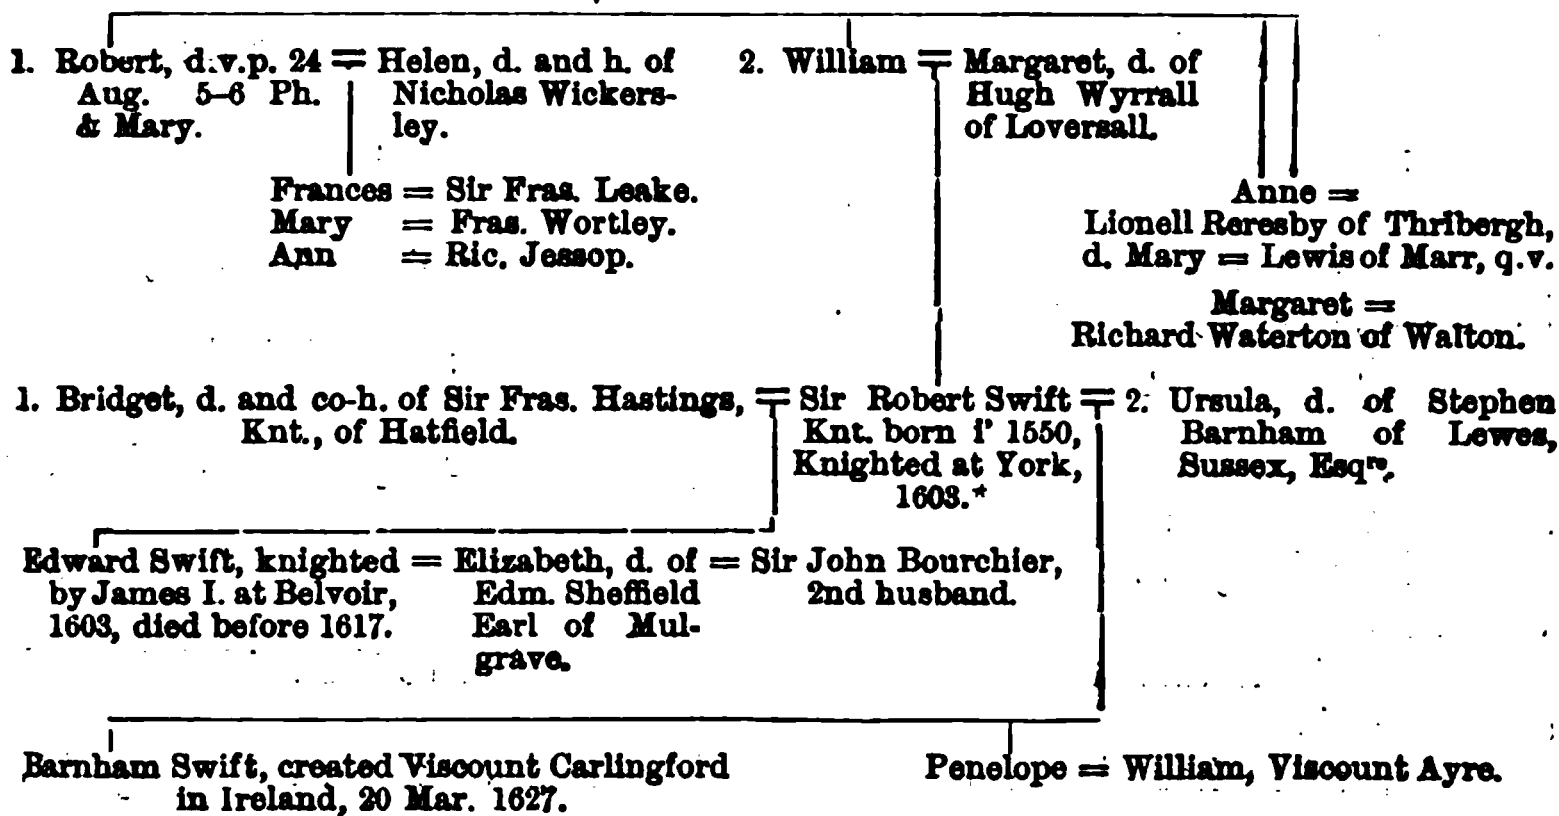 1. Robert, d.v.p. 24 = Helen, d. and h. of
Aug. 5-6 Ph. Nicholas Wickers-
& Mary. ley.
2. William = Margaret, d. of
Hugh Wyrrall
of Loversall.
Frances = Sir Fras. Leake.
Mary = Fras. Wortley.
Ann = Ric. Jessop.
Anne =
Lionell Reresby of Thribergh,
d. Mary = Lewis of Marr, q.v.
Margaret =
Richard Waterton of Walton.
1. Bridget, d. and co-h. of Sir Fras. Hastings, = Sir Robert Swift = 2. Ursula, d. of Stephen
Knt., of Hatfield. Knt. born i' 1550, Barnham of Lewes,
Knighted at York, Sussex, Esqre.
1603.*
Edward Swift, knighted = Elizabeth, d. of = Sir John Bourchier,
by James I. at Belvoir, Edm. Sheffield 2nd husband.
1603, died before 1617. Earl of Mul-
grave.
Barnham Swift, created Viscount Carlingford
in Ireland, 20 Mar. 1627.
Penelope = William, Viscount Ayre.